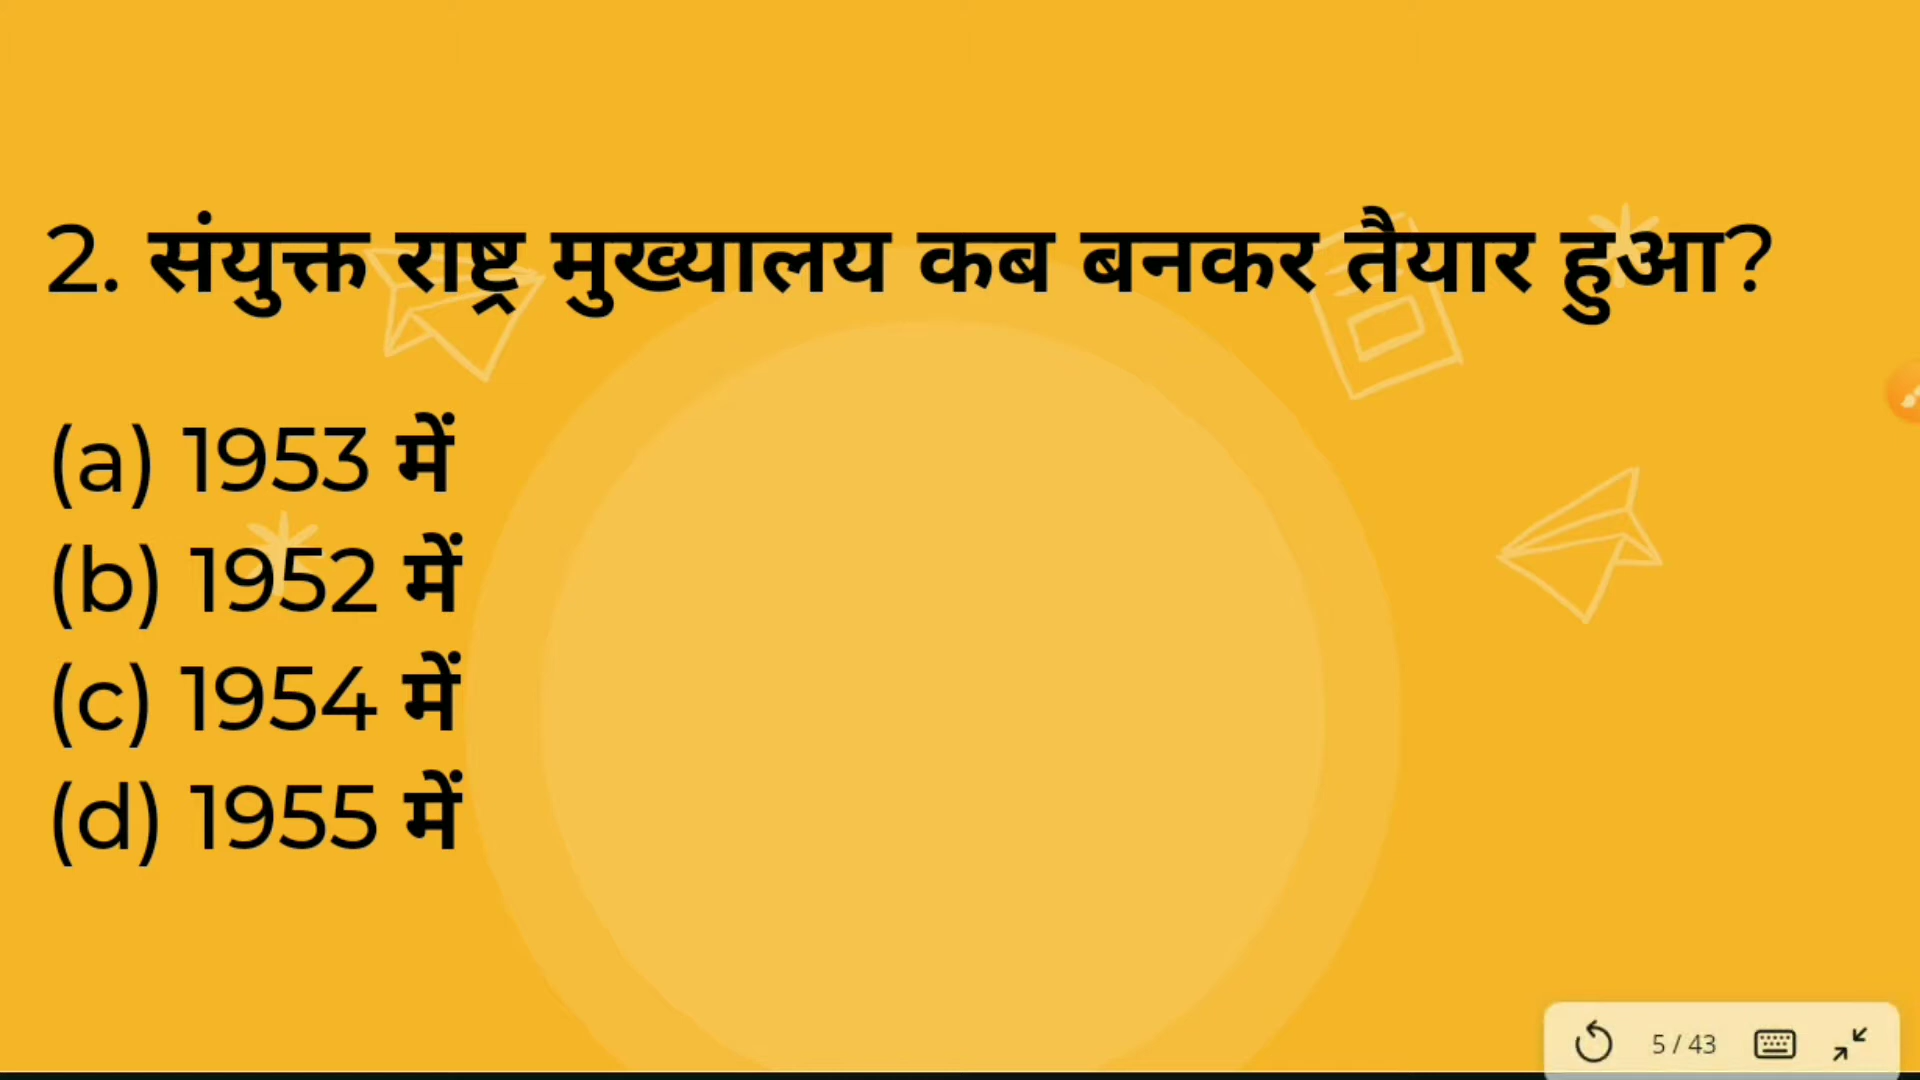 2. संयुक्त राष्ट्र मुख्यालय कब बनकर तैयार हुआ?
(a) 1953 में
(b) 1952 में
(c) 1954 में
(d) 1955 में
5 / 43